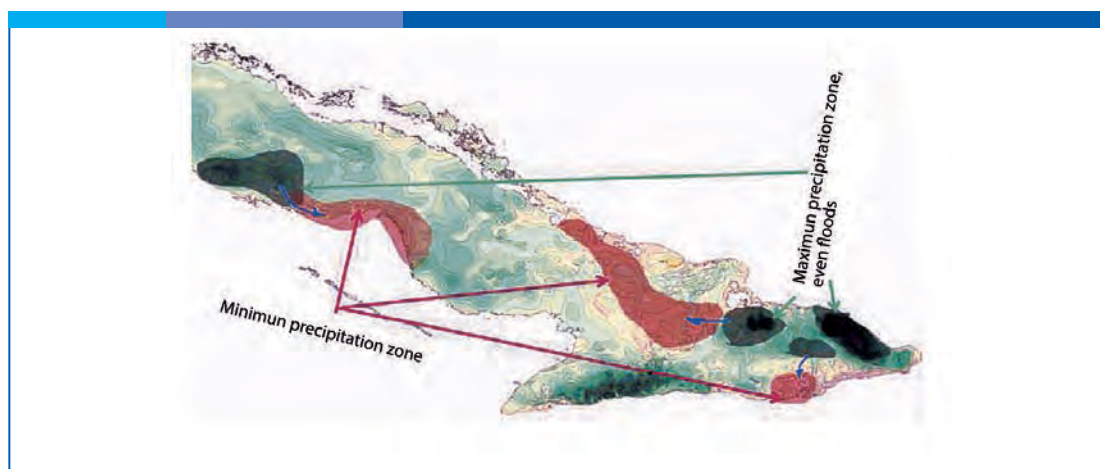 Maximun precipitation zone,
even floods
Minimun precipitation zone